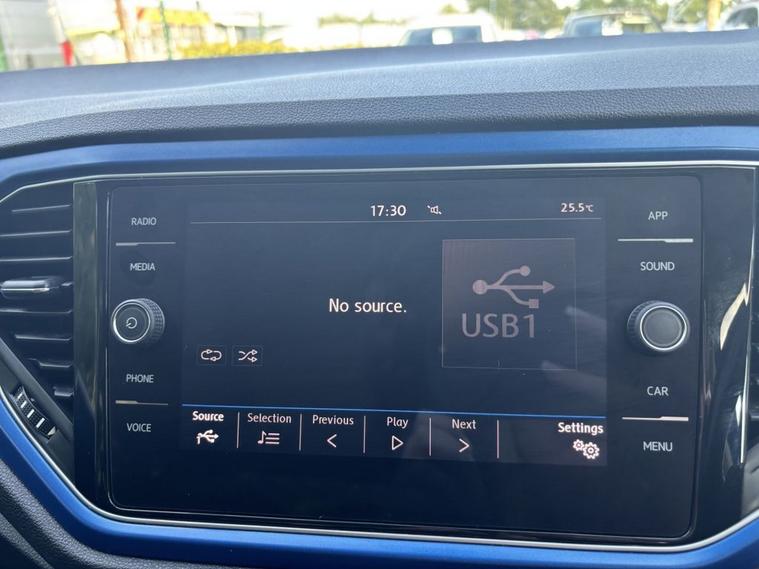 17:30
25.5°C
RADIO
MEDIA
PHONE
VOICE
No source.
USB1
Source
Selection
Previous
Play
Next
Settings
APP
SOUND
CAR
MENU